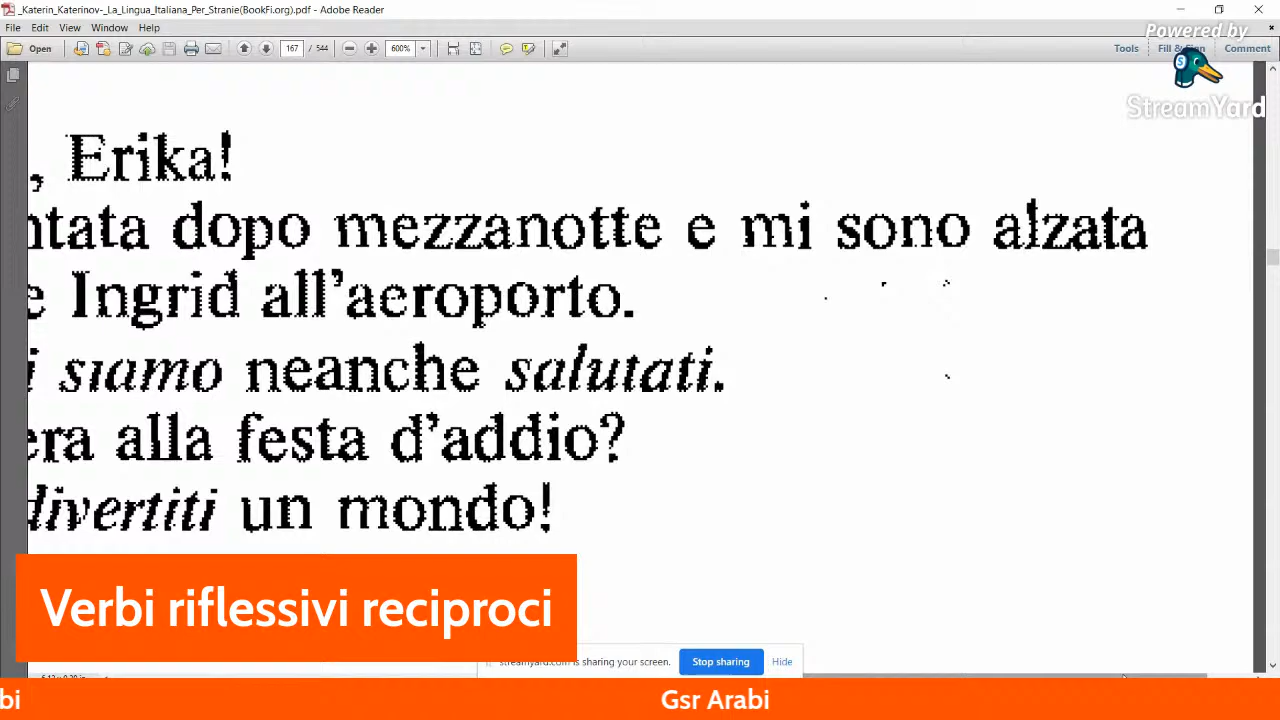 _Katerin_Katerinov-_La_Lingua_Italiana_Per_Stranie(BookFi.org).pdf - Adobe Reader
File Edit View Window Help
Open 167 / 544 600% Tools Fill & Sign Comment
Powered by
StreamYard
, Erika!
ntata dopo mezzanotte e mi sono alzata
e Ingrid all'aeroporto.
i siamo neanche salutati.
era alla festa d'addio?
divertiti un mondo!
Verbi riflessivi reciproci
streamyard.com is sharing your screen. Stop sharing Hide
bi Gsr Arabi